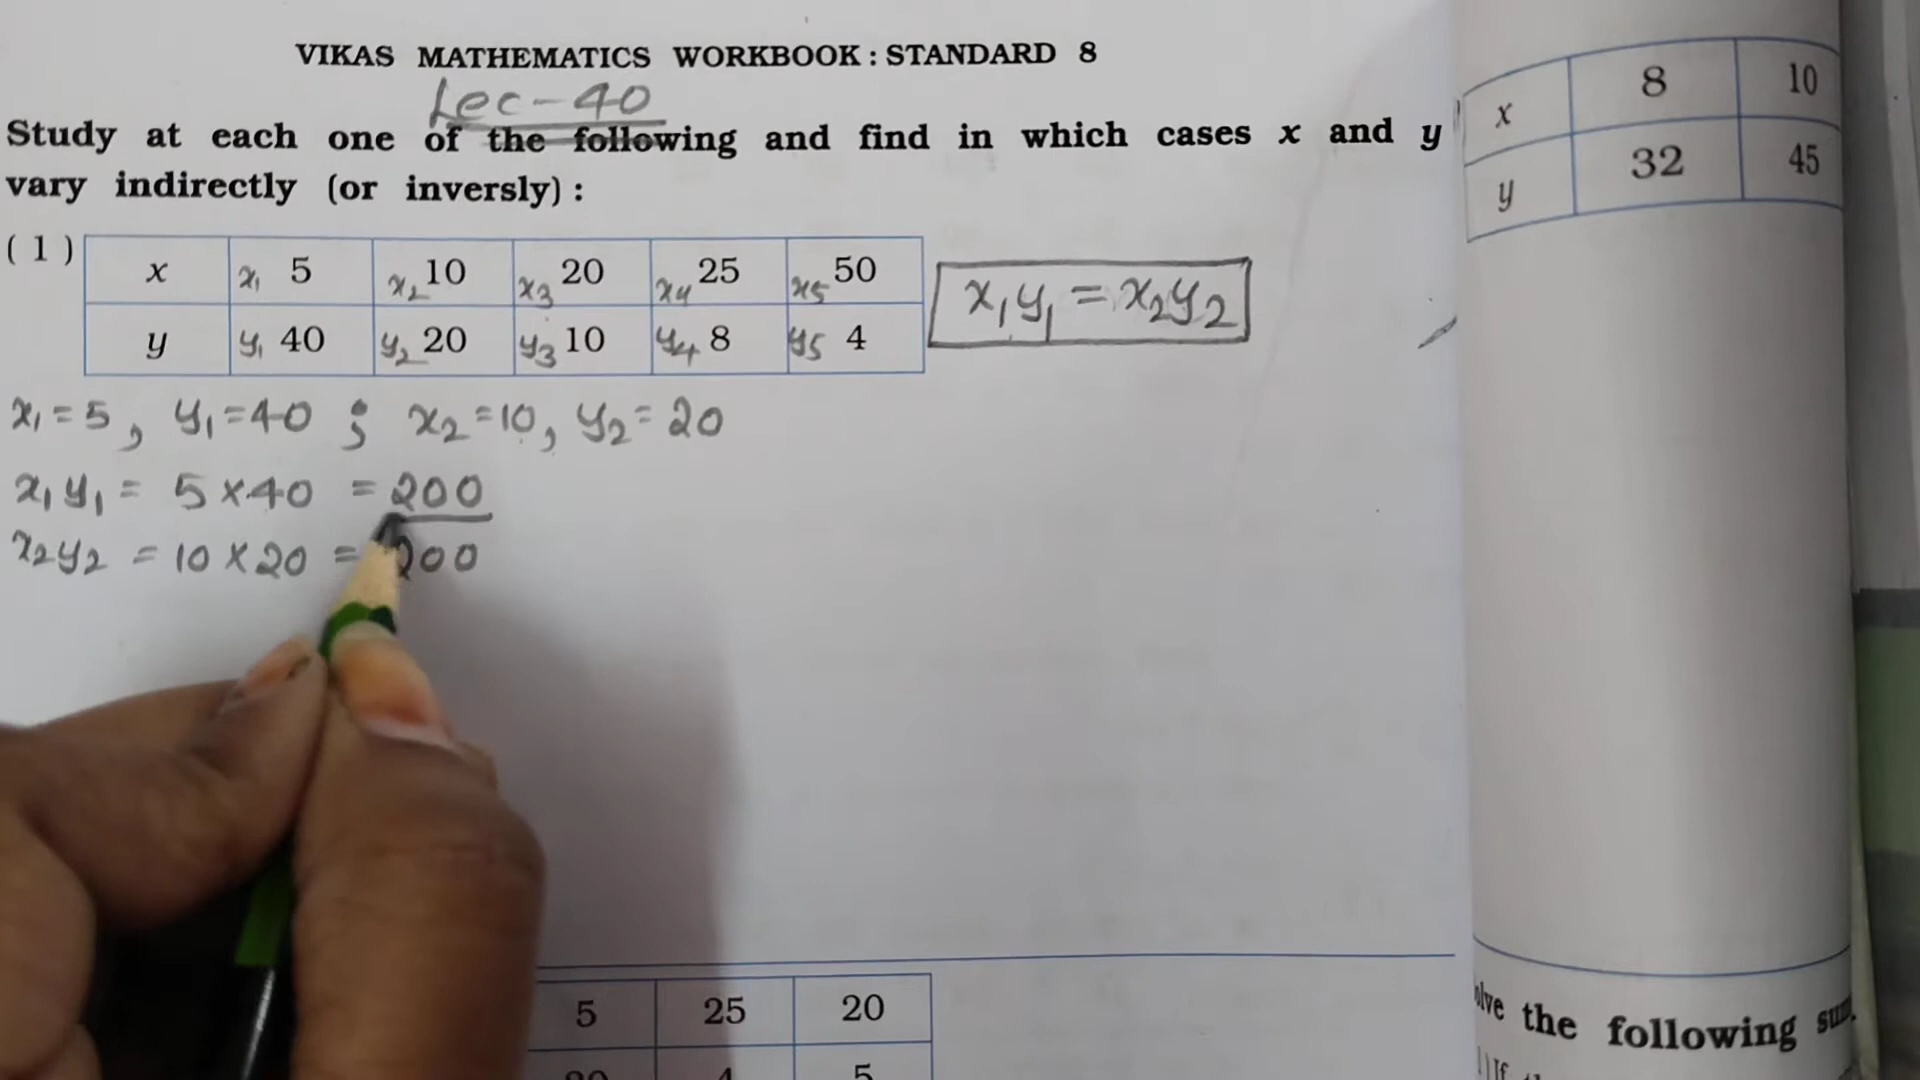 VIKAS MATHEMATICS WORKBOOK : STANDARD 8
Lec-40
Study at each one of the following and find in which cases x and y
vary indirectly (or inversly) :
( 1 )
x x1 5 x2 10 x3 20 x4 25 x5 50
y y1 40 y2 20 y3 10 y4 8 y5 4
x1y1 = x2y2
x1 = 5 , y1 = 40 ; x2 = 10, y2 = 20
x1 y1 = 5 × 40 = 200
x2y2 = 10 × 20 = 200
5 25 20
5
x 8 10
y 32 45
the following